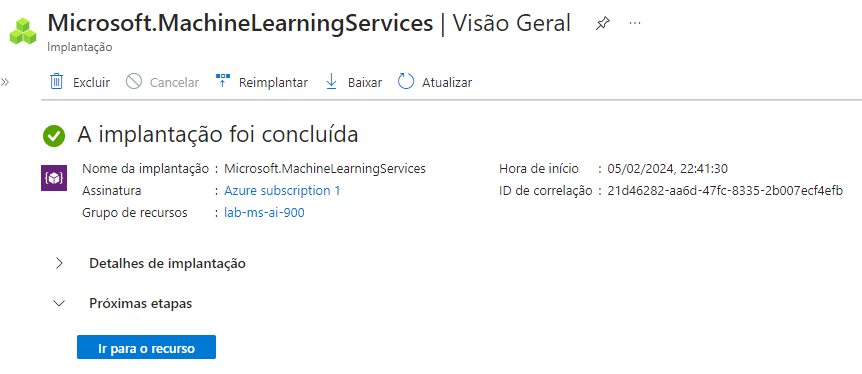 Microsoft.MachineLearningServices | Visão Geral
Implantação
Excluir Cancelar Reimplantar Baixar Atualizar
A implantação foi concluída
Nome da implantação : Microsoft.MachineLearningServices Hora de início : 05/02/2024, 22:41:30
Assinatura : Azure subscription 1 ID de correlação : 21d46282-aa6d-47fc-8335-2b007ecf4efb
Grupo de recursos : lab-ms-ai-900
Detalhes de implantação
Próximas etapas
Ir para o recurso